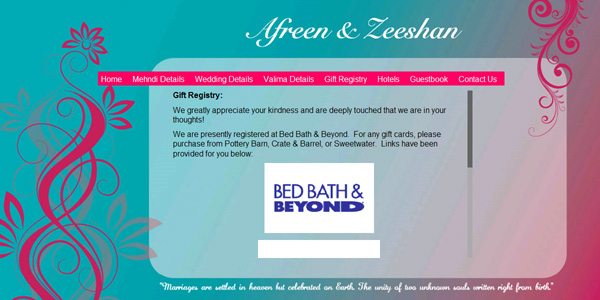 Afreen & Zeeshan
Home Mehndi Details Wedding Details Valima Details Gift Registry Hotels Guestbook Contact Us
Gift Registry:
We greatly appreciate your kindness and are deeply touched that we are in your
thoughts!
We are presently registered at Bed Bath & Beyond. For any gift cards, please
purchase from Pottery Barn, Crate & Barrel, or Sweetwater. Links have been
provided for you below:
BED BATH &
BEYOND
"Marriages are settled in heaven but celebrated on Earth. The unity of two unknown souls written right from birth."